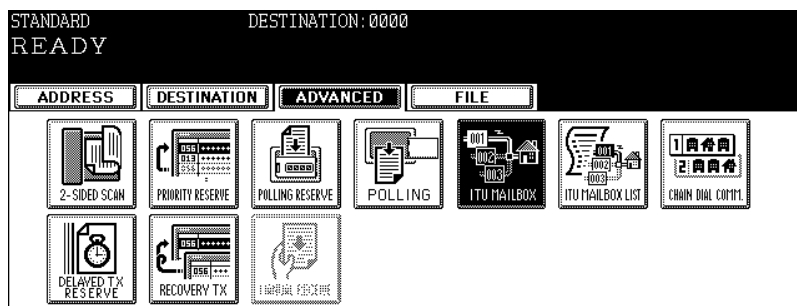 STANDARD DESTINATION:0000
READY
ADDRESS DESTINATION ADVANCED FILE
2-SIDED SCAN PRIORITY RESERVE POLLING RESERVE POLLING ITU MAILBOX ITU MAILBOX LIST CHAIN DIAL COMM.
DELAYED TX
RESERVE RECOVERY TX